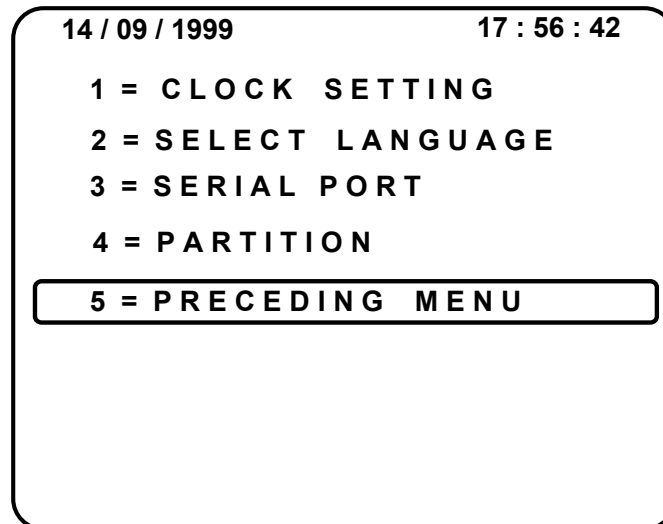 14 / 09 / 1999 17 : 56 : 42
1 = CLOCK SETTING
2 = SELECT LANGUAGE
3 = SERIAL PORT
4 = PARTITION
5 = PRECEDING MENU